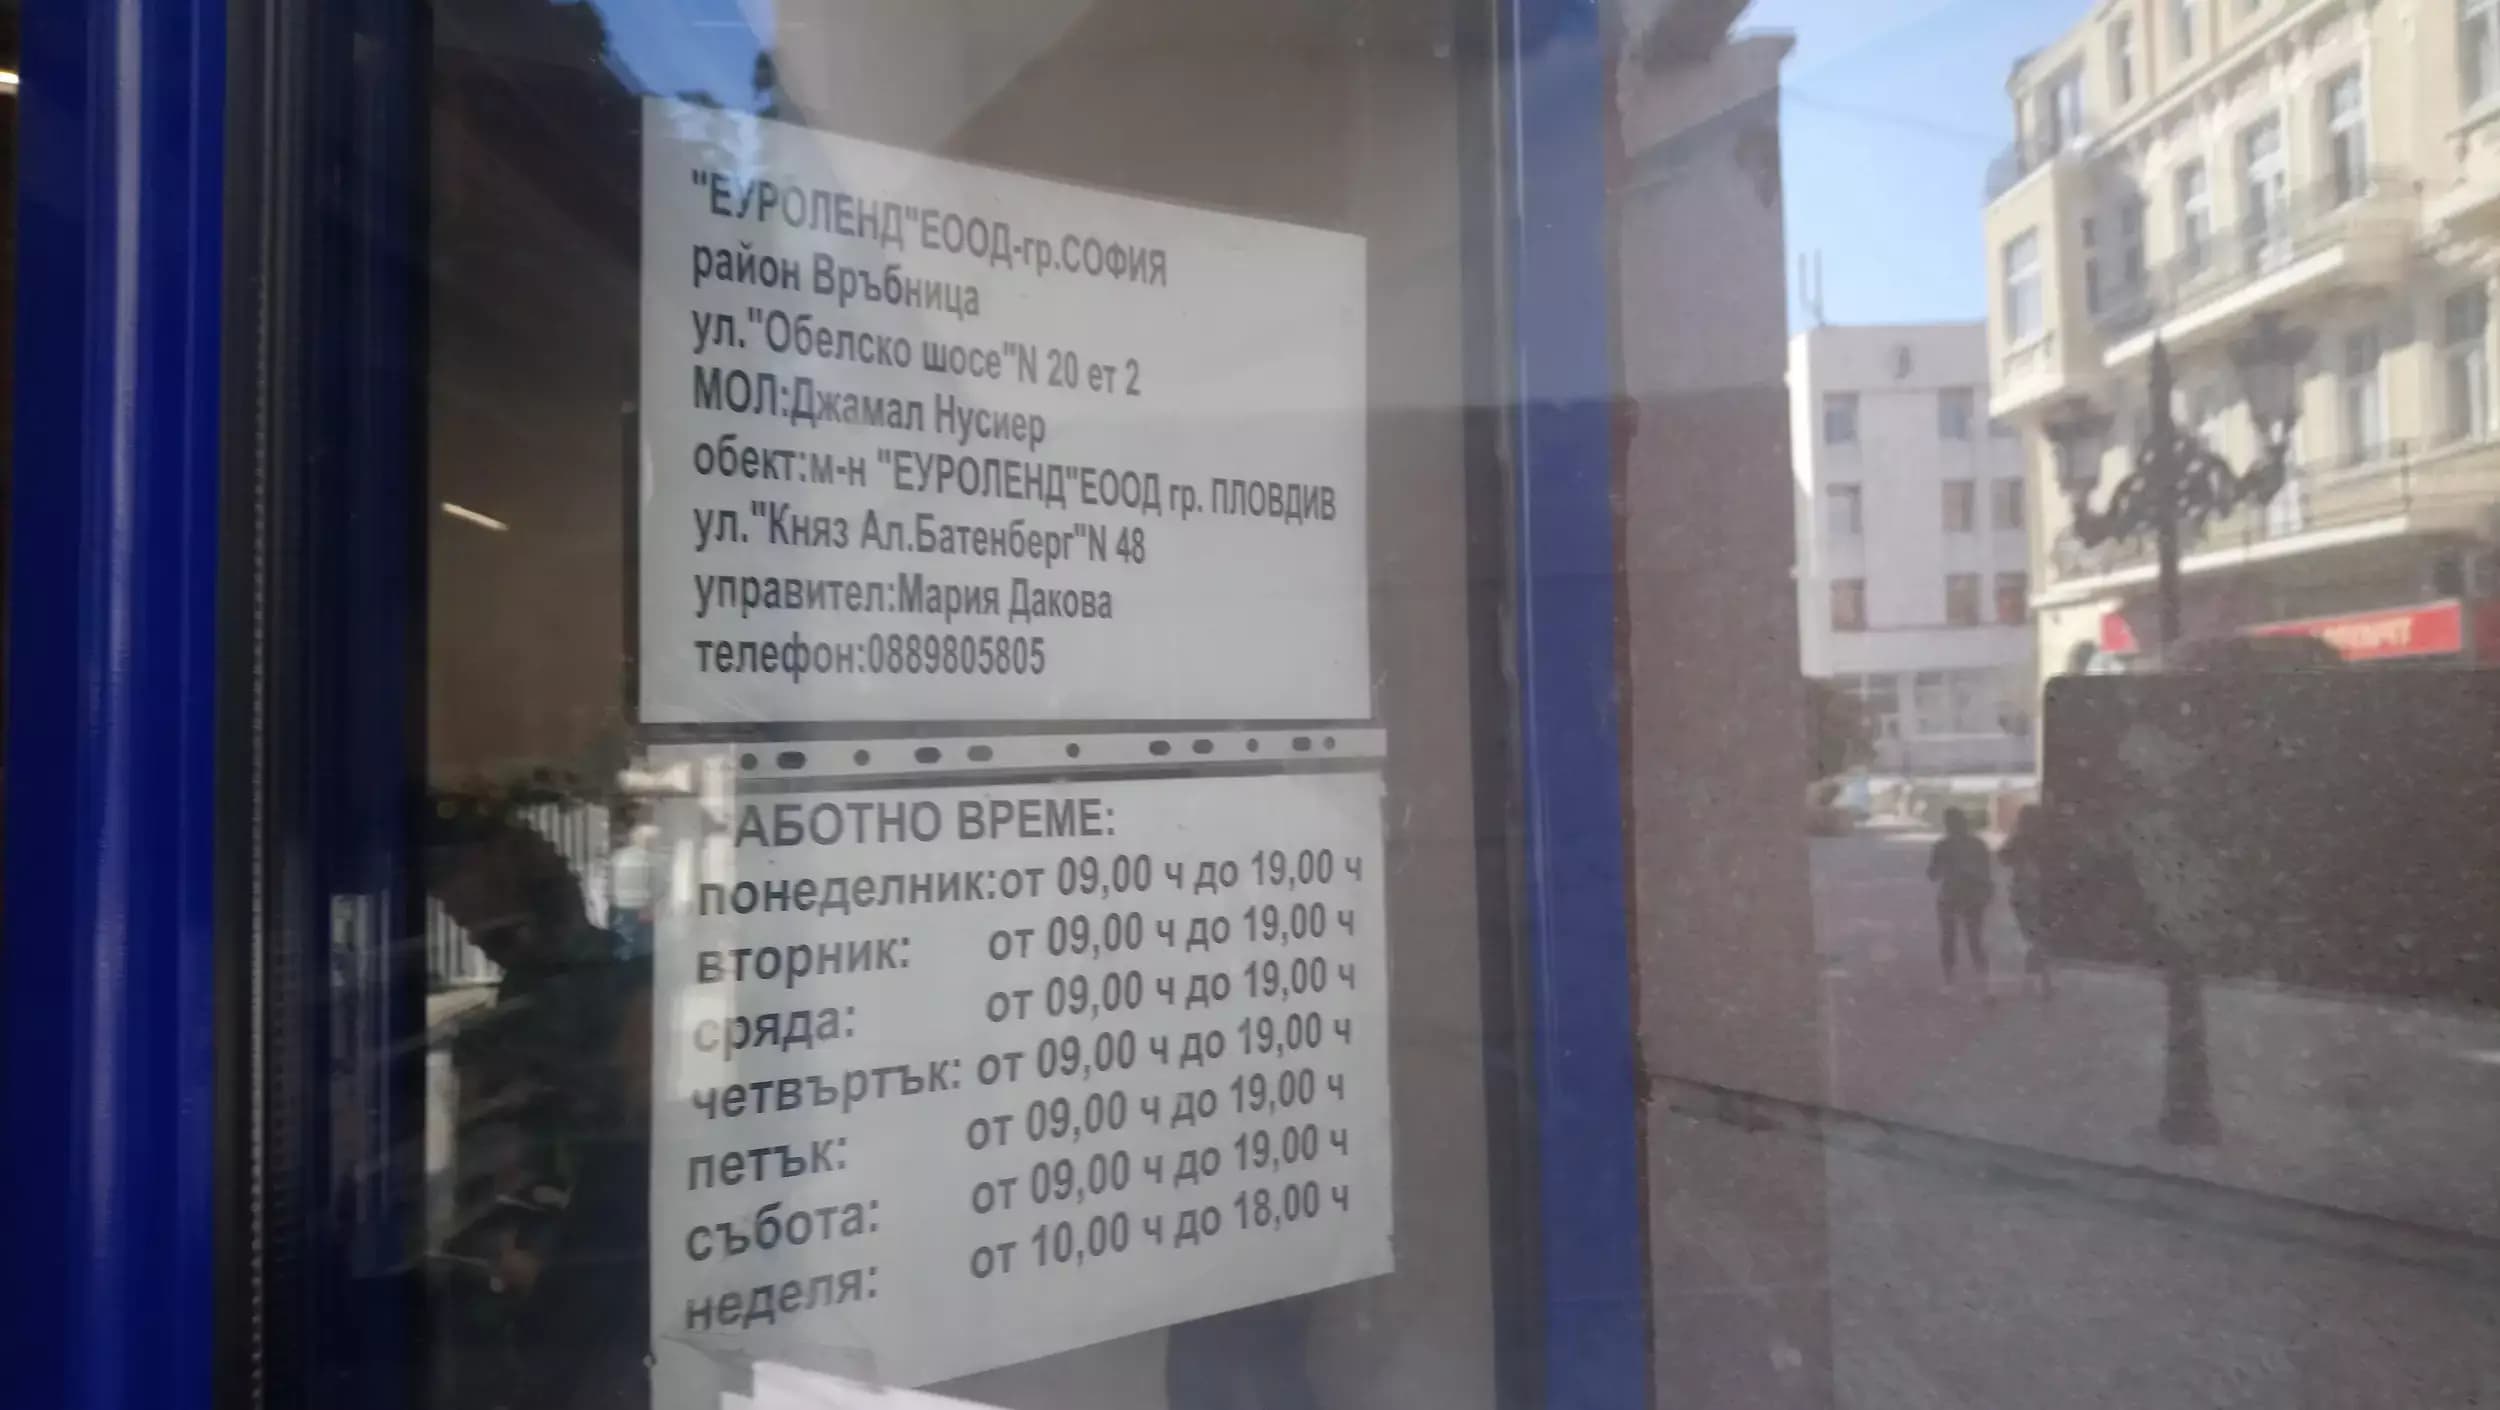 "ЕУРОЛЕНД"ЕООД-гр.СОФИЯ
район Връбница
ул."Обелско шосе"N 20 ет 2
МОЛ:Джамал Нусиер
обект:м-н "ЕУРОЛЕНД"ЕООД гр. ПЛОВДИВ
ул."Княз Ал.Батенберг"N 48
управител:Мария Дакова
телефон:0889805805
АБОТНО ВРЕМЕ:
понеделник:от 09,00 ч до 19,00 ч
вторник: от 09,00 ч до 19,00 ч
сряда: от 09,00 ч до 19,00 ч
четвъртък: от 09,00 ч до 19,00 ч
петък: от 09,00 ч до 19,00 ч
събота: от 09,00 ч до 19,00 ч
неделя: от 10,00 ч до 18,00 ч